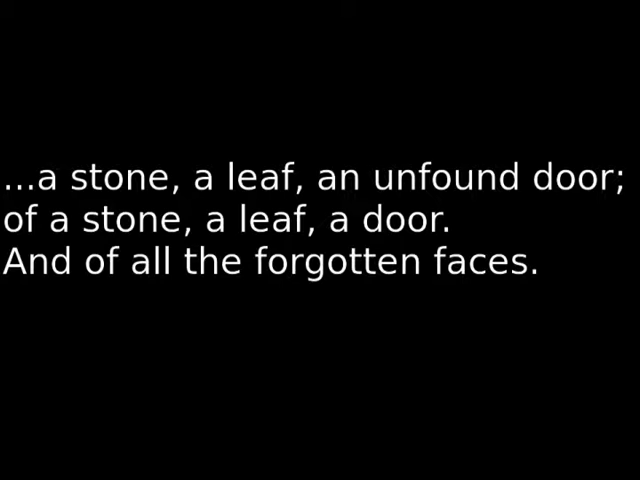 ...a stone, a leaf, an unfound door;
of a stone, a leaf, a door.
And of all the forgotten faces.